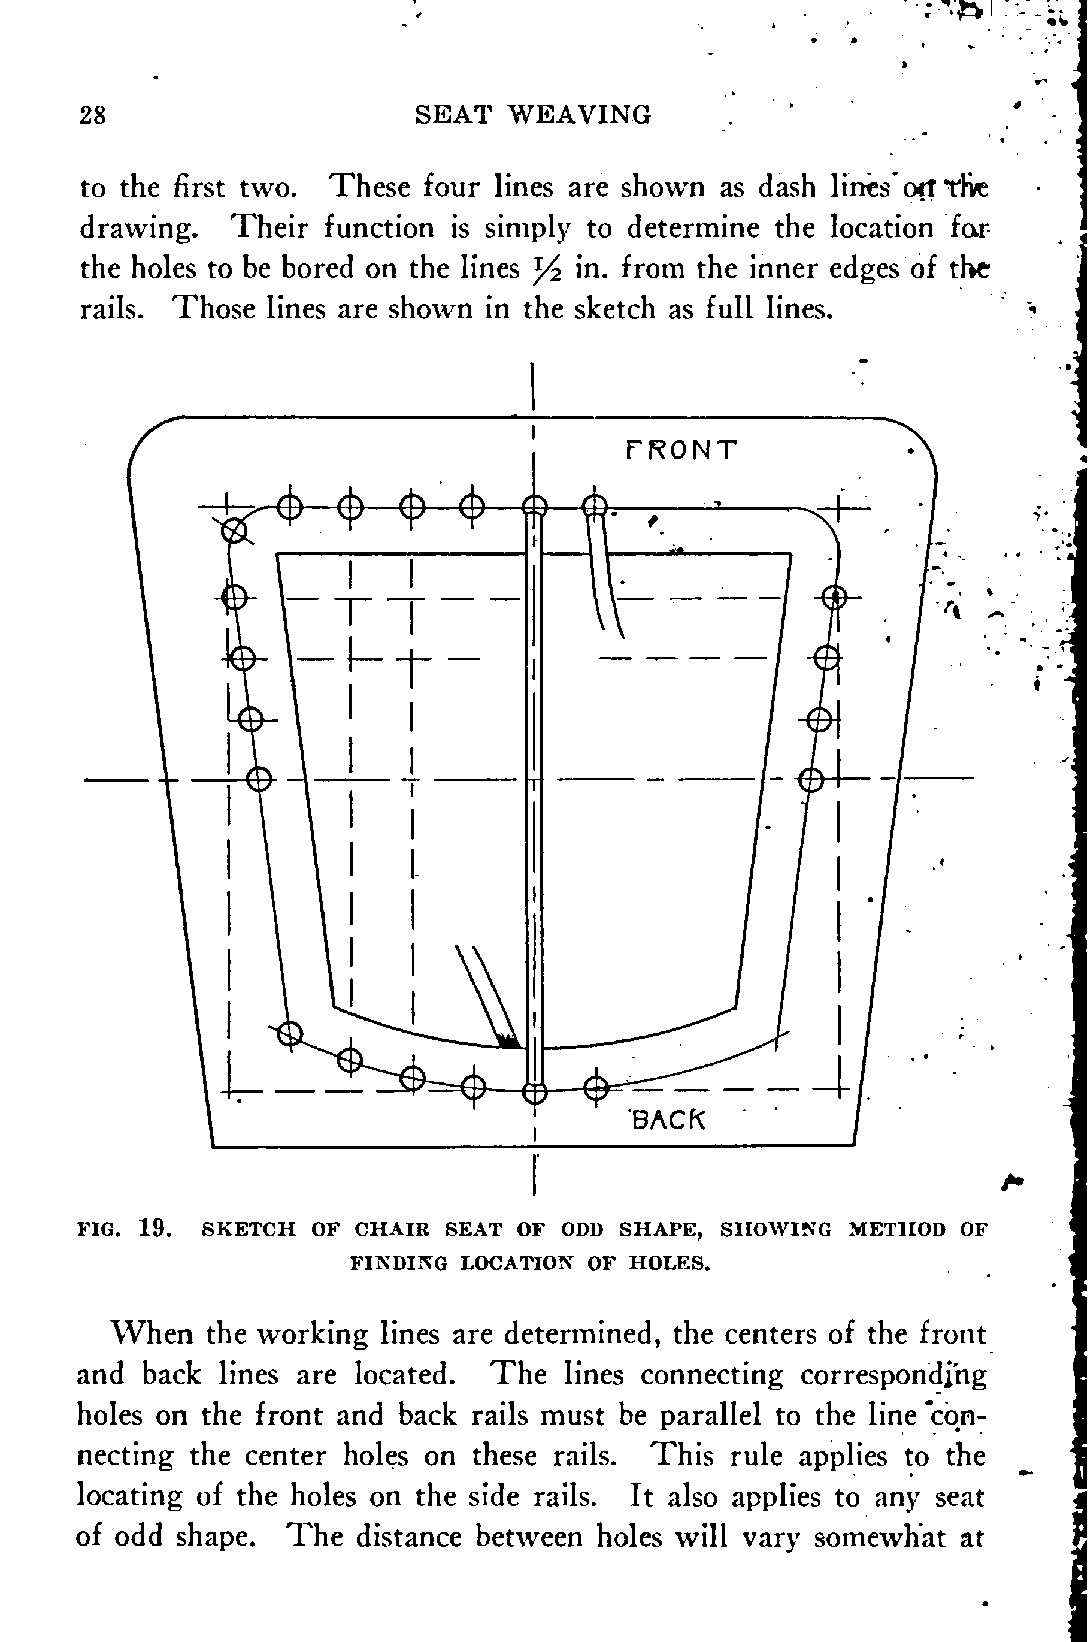 28 SEAT WEAVING
to the first two. These four lines are shown as dash lines on the
drawing. Their function is simply to determine the location for
the holes to be bored on the lines ½ in. from the inner edges of the
rails. Those lines are shown in the sketch as full lines.
FRONT
BACK
FIG. 19. SKETCH OF CHAIR SEAT OF ODD SHAPE, SHOWING METHOD OF
FINDING LOCATION OF HOLES.
When the working lines are determined, the centers of the front
and back lines are located. The lines connecting corresponding
holes on the front and back rails must be parallel to the line con-
necting the center holes on these rails. This rule applies to the
locating of the holes on the side rails. It also applies to any seat
of odd shape. The distance between holes will vary somewhat at